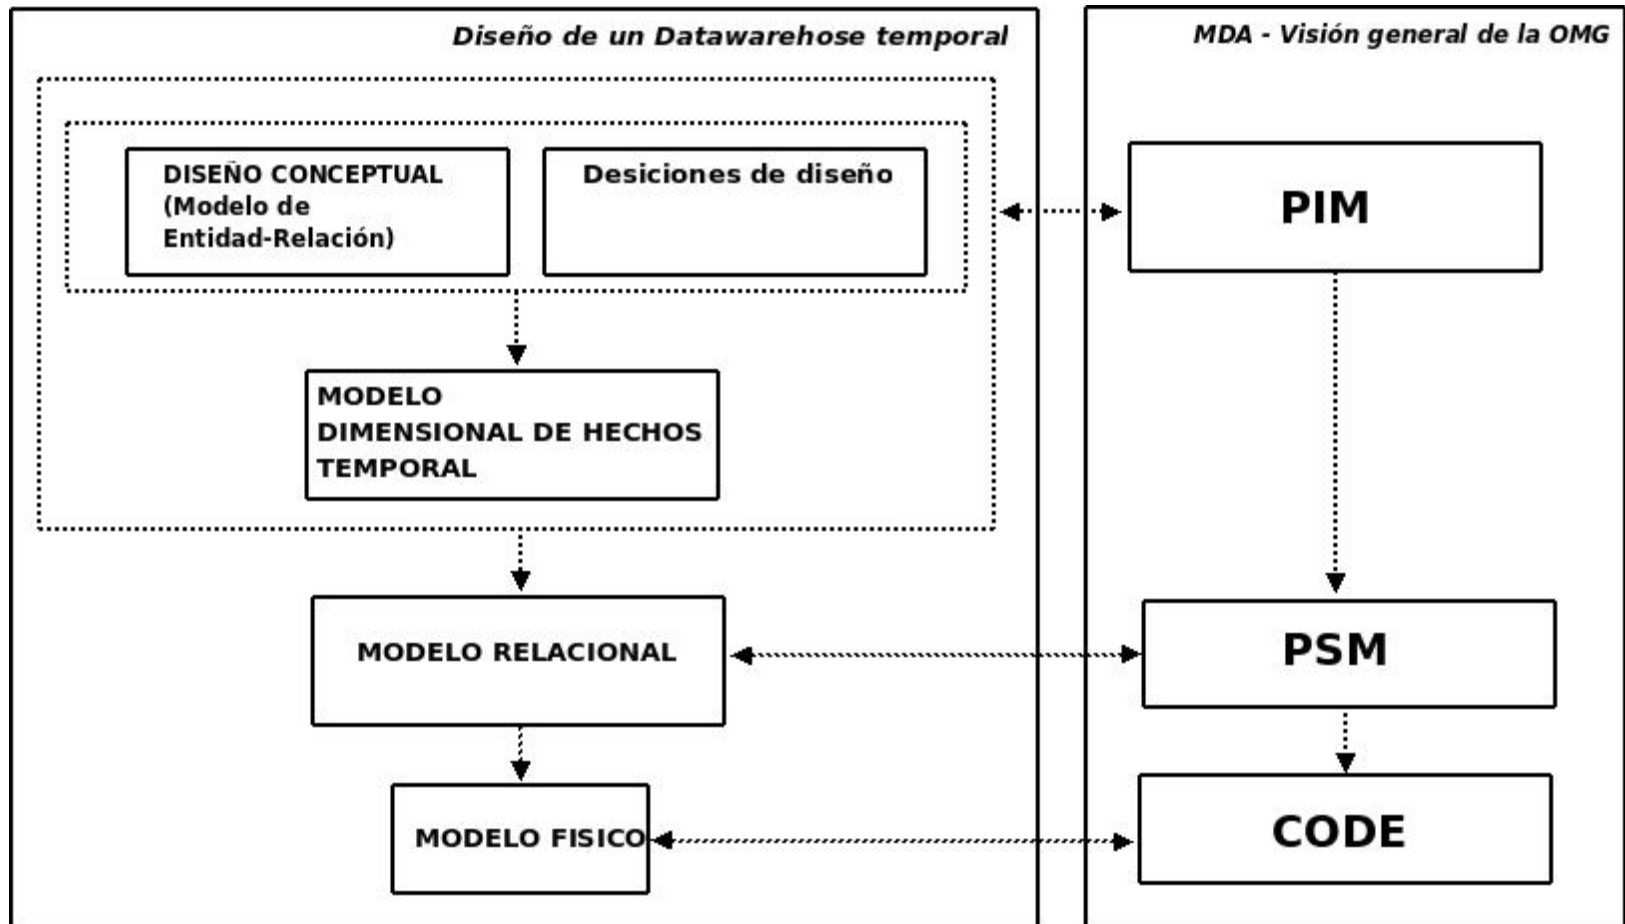 Diseño de un Datawarehose temporal
DISEÑO CONCEPTUAL
(Modelo de
Entidad-Relación)
Desiciones de diseño
MODELO
DIMENSIONAL DE HECHOS
TEMPORAL
MODELO RELACIONAL
MODELO FISICO
MDA - Visión general de la OMG
PIM
PSM
CODE